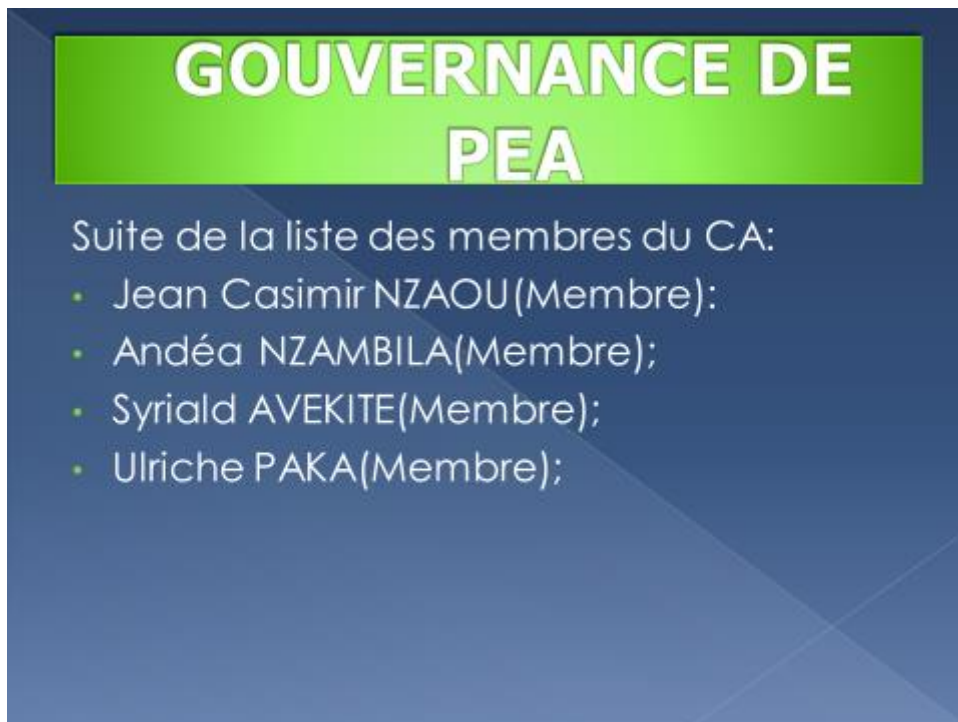 GOUVERNANCE DE
PEA
Suite de la liste des membres du CA:
• Jean Casimir NZAOU(Membre):
• Andéa NZAMBILA(Membre);
• Syriald AVEKITE(Membre);
• Ulriche PAKA(Membre);